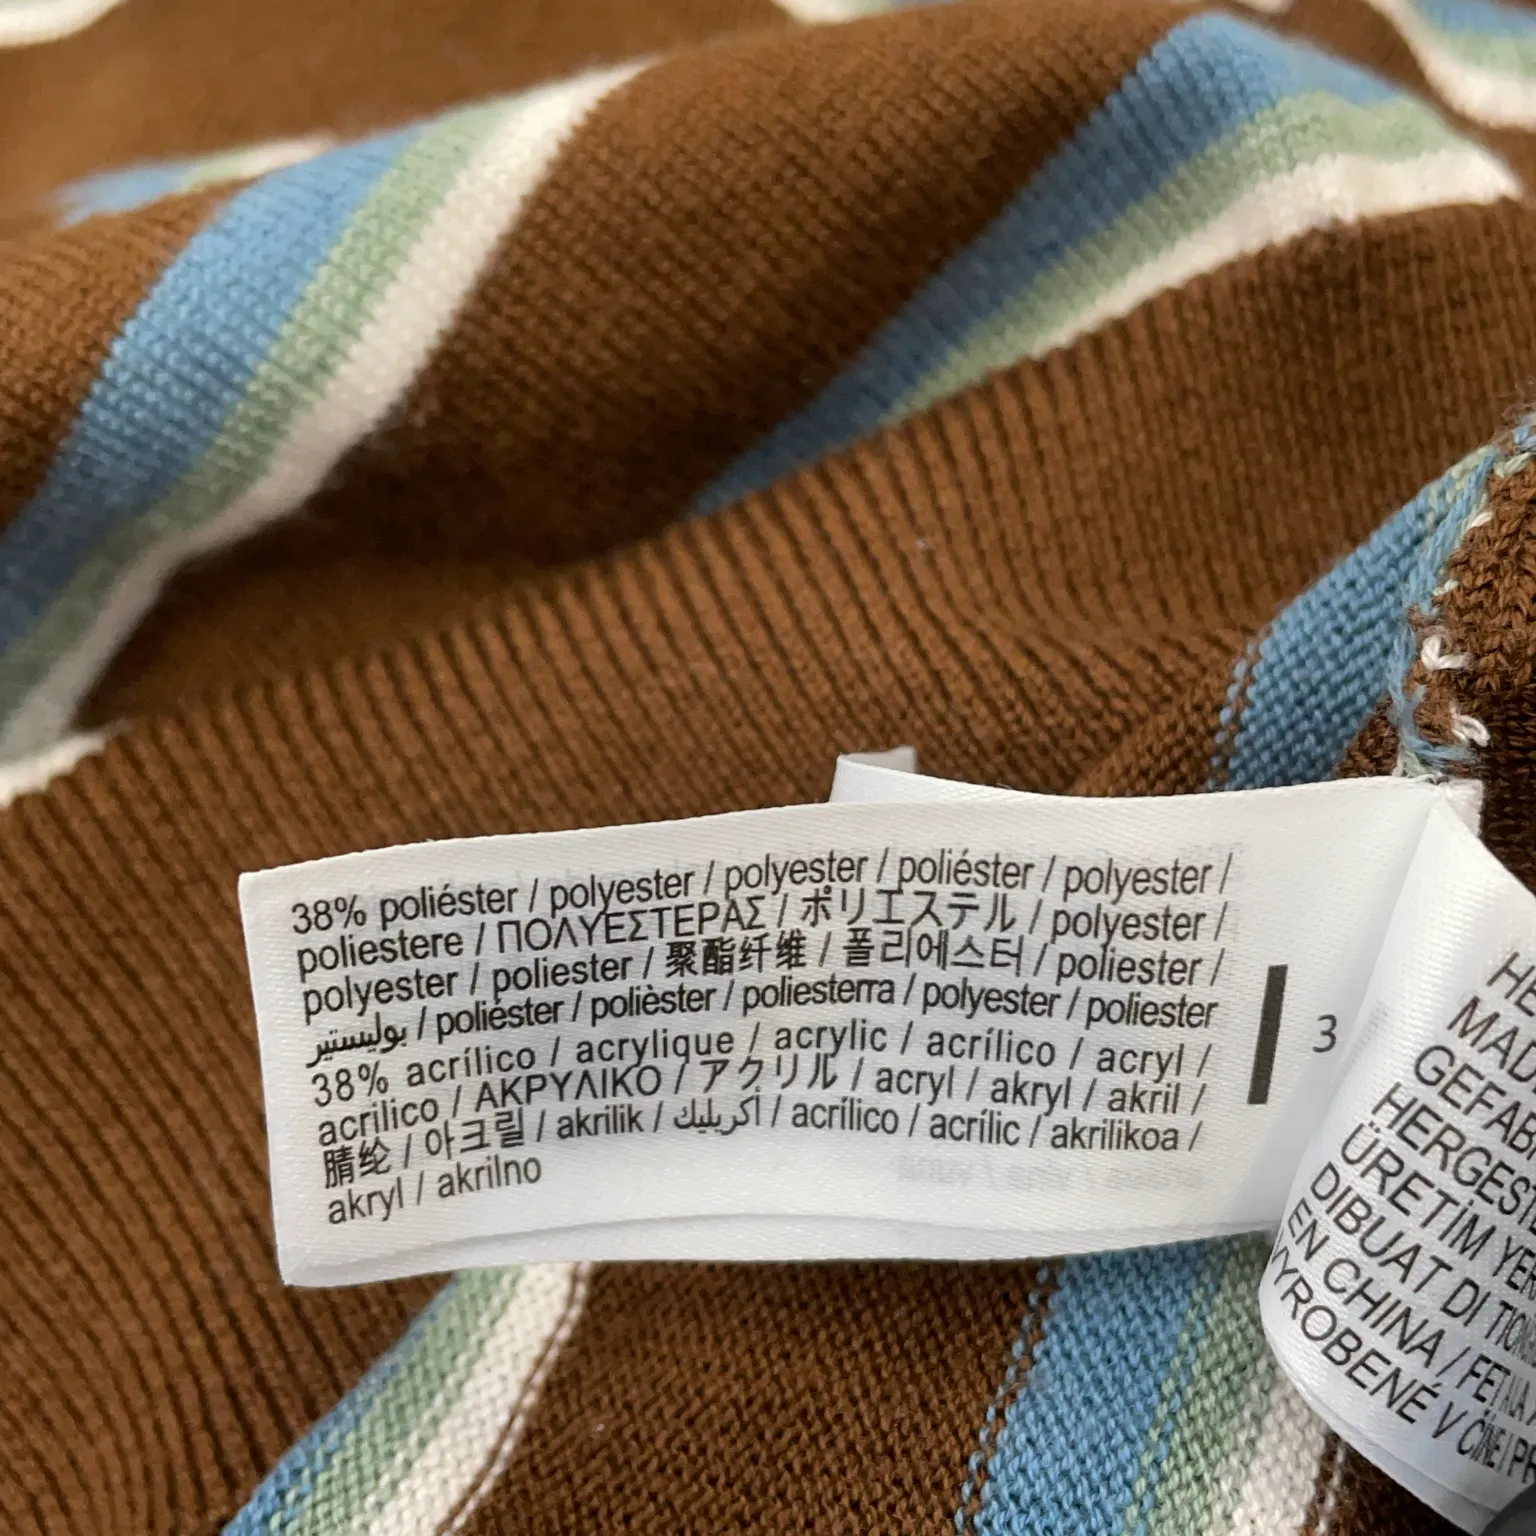 38% poliéster / polyester / polyester / poliéster / polyester /
poliestere / ΠΟΛΥΕΣΤΕΡΑΣ / ポリエステル / polyester /
polyester / poliester / 聚酯纤维 / 폴리에스터 / poliester /
بوليستير / poliéster / polièster / poliesterra / polyester / poliester
38% acrílico / acrylique / acrylic / acrílico / acryl /
acrilico / ΑΚΡΥΛΙΚΟ / アクリル / acryl / akryl / akril /
腈纶 / 아크릴 / akrilik / أكريليك / acrílico / acrílic / akrilikoa /
akryl / akrilno
3
MAD
GEFAB
HERGEST
ÜRETİM YER
DIBUAT DI
EN CHINA / FET
VYROBENÉ V